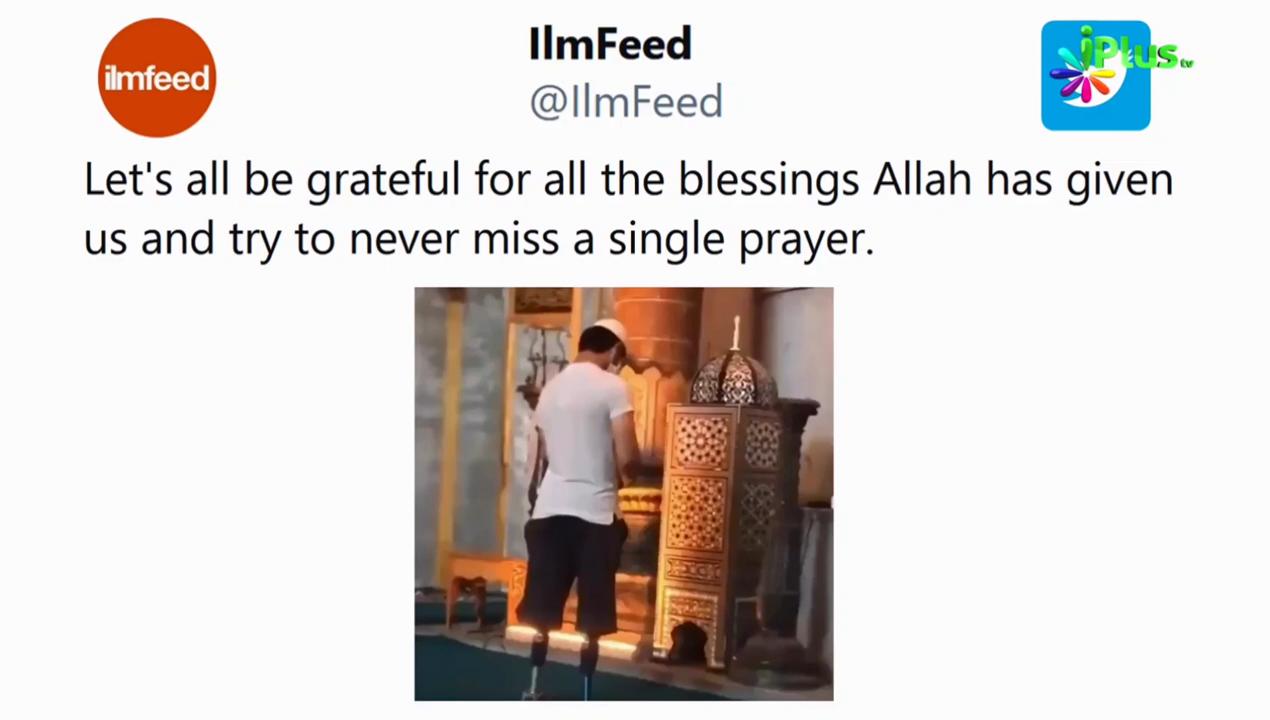 ilmfeed
IlmFeed
iPlus tv
@IlmFeed
Let's all be grateful for all the blessings Allah has given
us and try to never miss a single prayer.